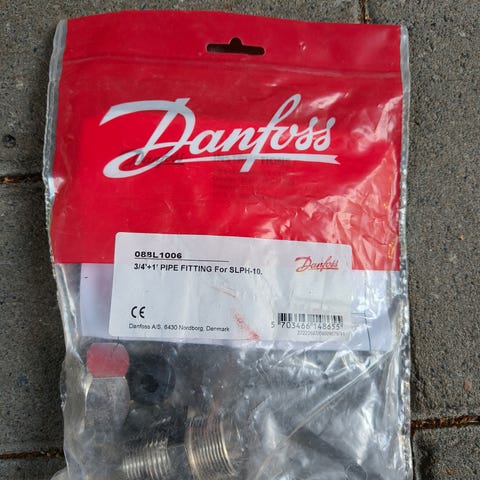 Danfoss
088L1006
3/4'+1' PIPE FITTING For SLPH-10.
Danfoss
CE
Danfoss A/S, 6430 Nordborg, Denmark
5 703466 148655